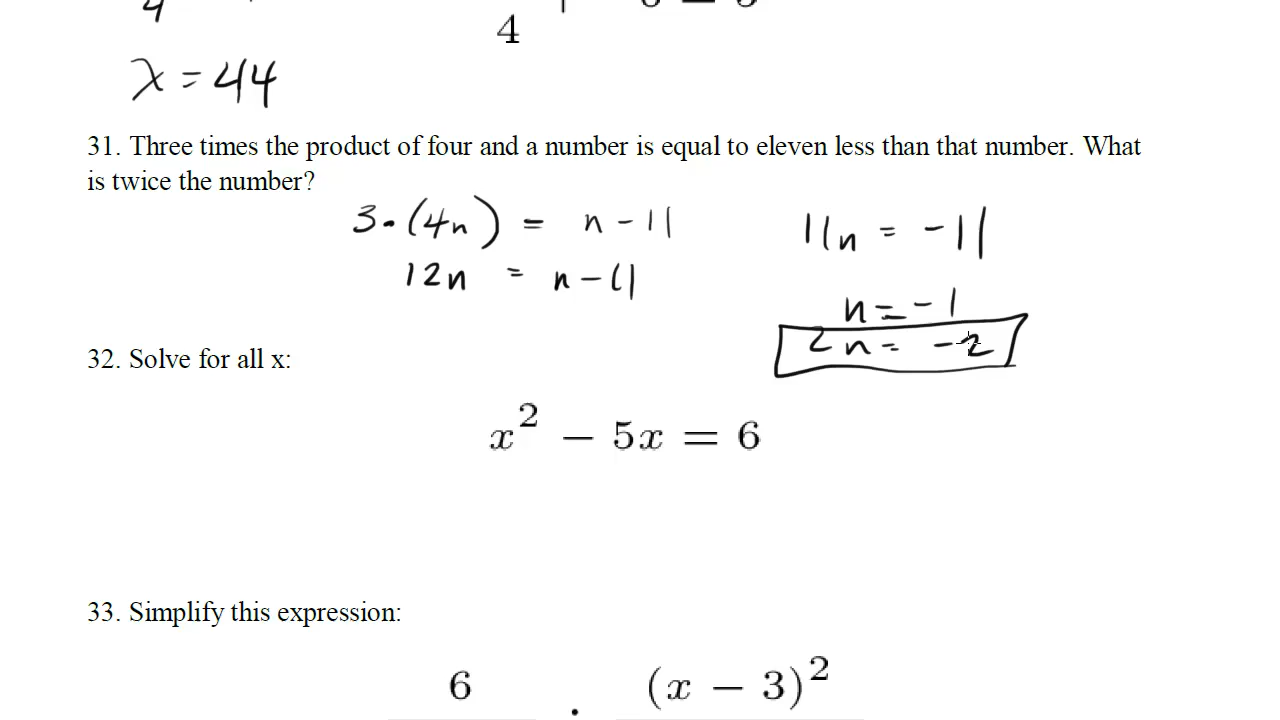 4
4
λ = 44
31. Three times the product of four and a number is equal to eleven less than that number. What
is twice the number?
3·(4n) = n - 11
11n = -11
12n = n - 11
n = -1
2n = -2
32. Solve for all x:
x² − 5x = 6
33. Simplify this expression:
6 · (x − 3)²